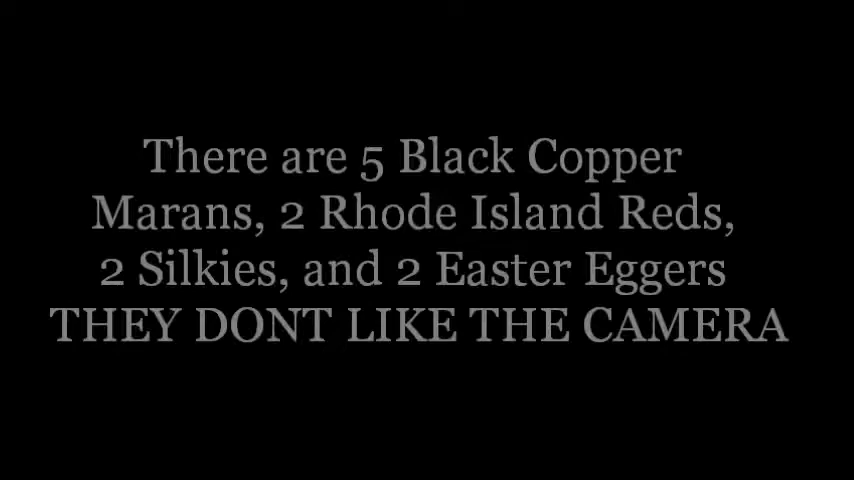 There are 5 Black Copper
Marans, 2 Rhode Island Reds,
2 Silkies, and 2 Easter Eggers
THEY DONT LIKE THE CAMERA